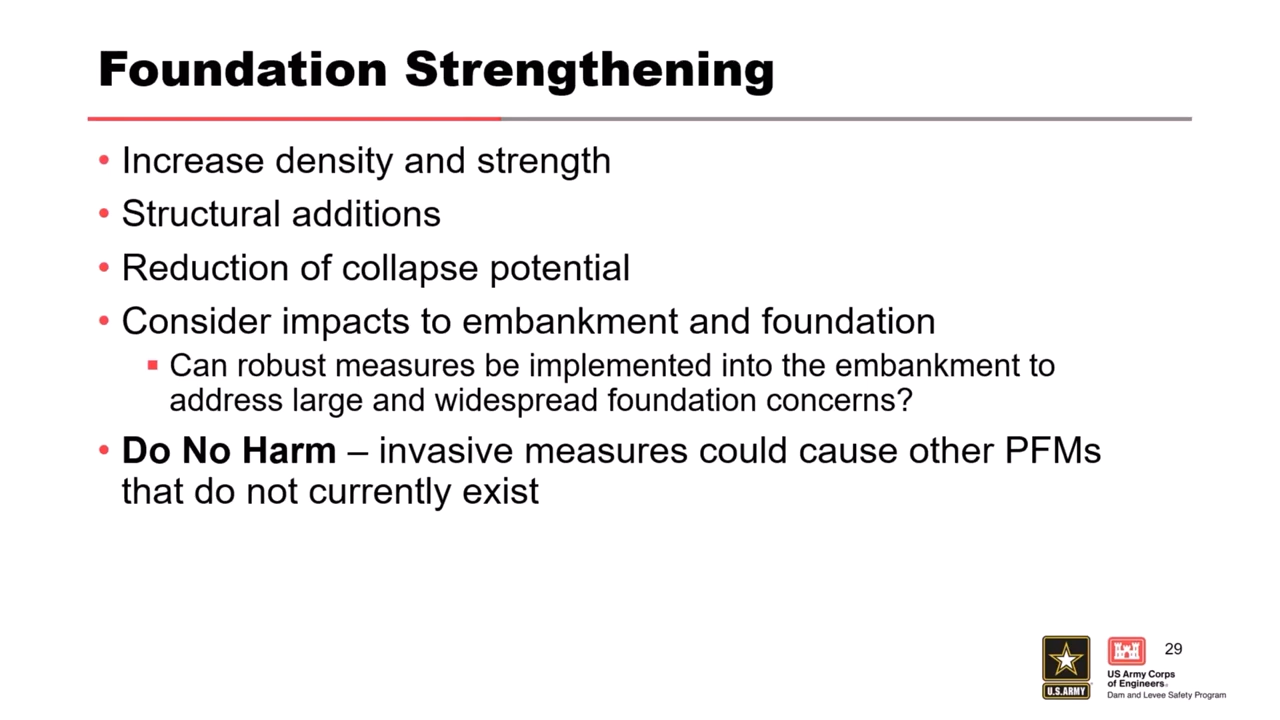 Foundation Strengthening
• Increase density and strength
• Structural additions
• Reduction of collapse potential
• Consider impacts to embankment and foundation
▪ Can robust measures be implemented into the embankment to
address large and widespread foundation concerns?
• Do No Harm – invasive measures could cause other PFMs
that do not currently exist
29
U.S.ARMY
US Army Corps
of Engineers®
Dam and Levee Safety Program